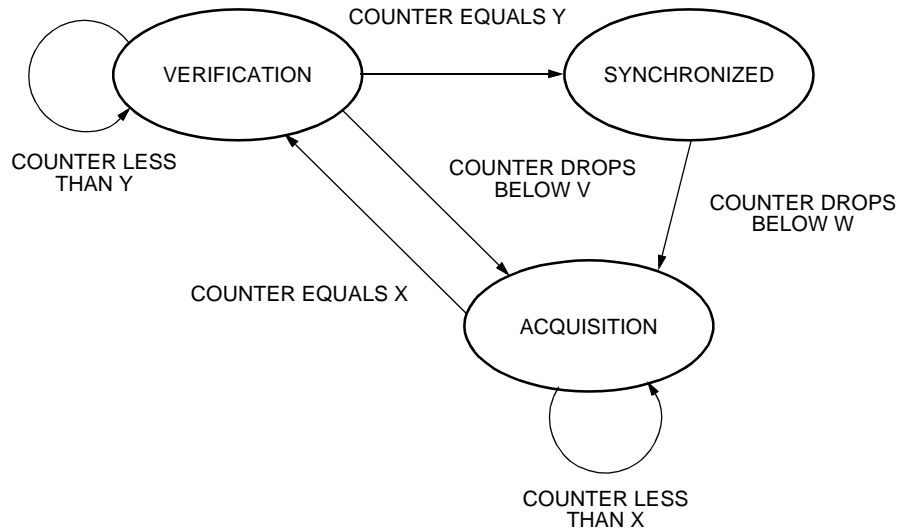 COUNTER EQUALS Y
VERIFICATION
SYNCHRONIZED
COUNTER LESS
THAN Y
COUNTER DROPS
BELOW V
COUNTER DROPS
BELOW W
COUNTER EQUALS X
ACQUISITION
COUNTER LESS
THAN X